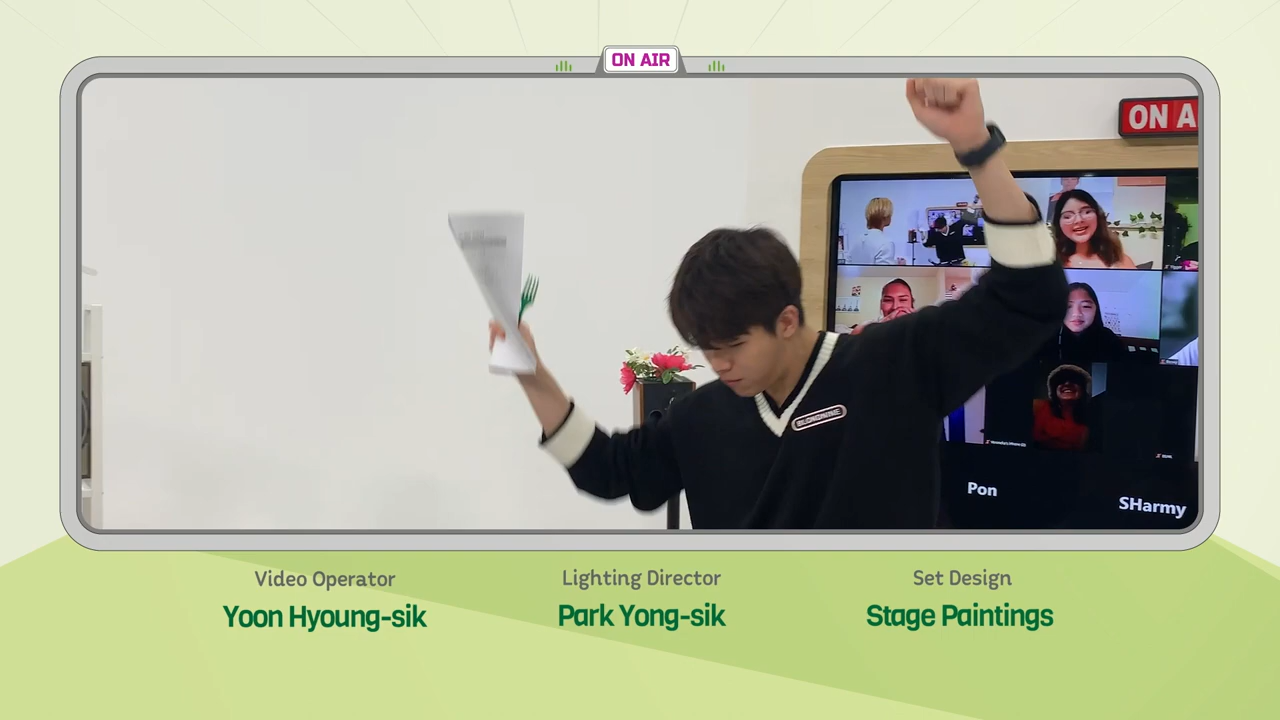 ON AIR
ON A
Pon
SHarmy
Video Operator
Lighting Director
Set Design
Yoon Hyoung-sik
Park Yong-sik
Stage Paintings